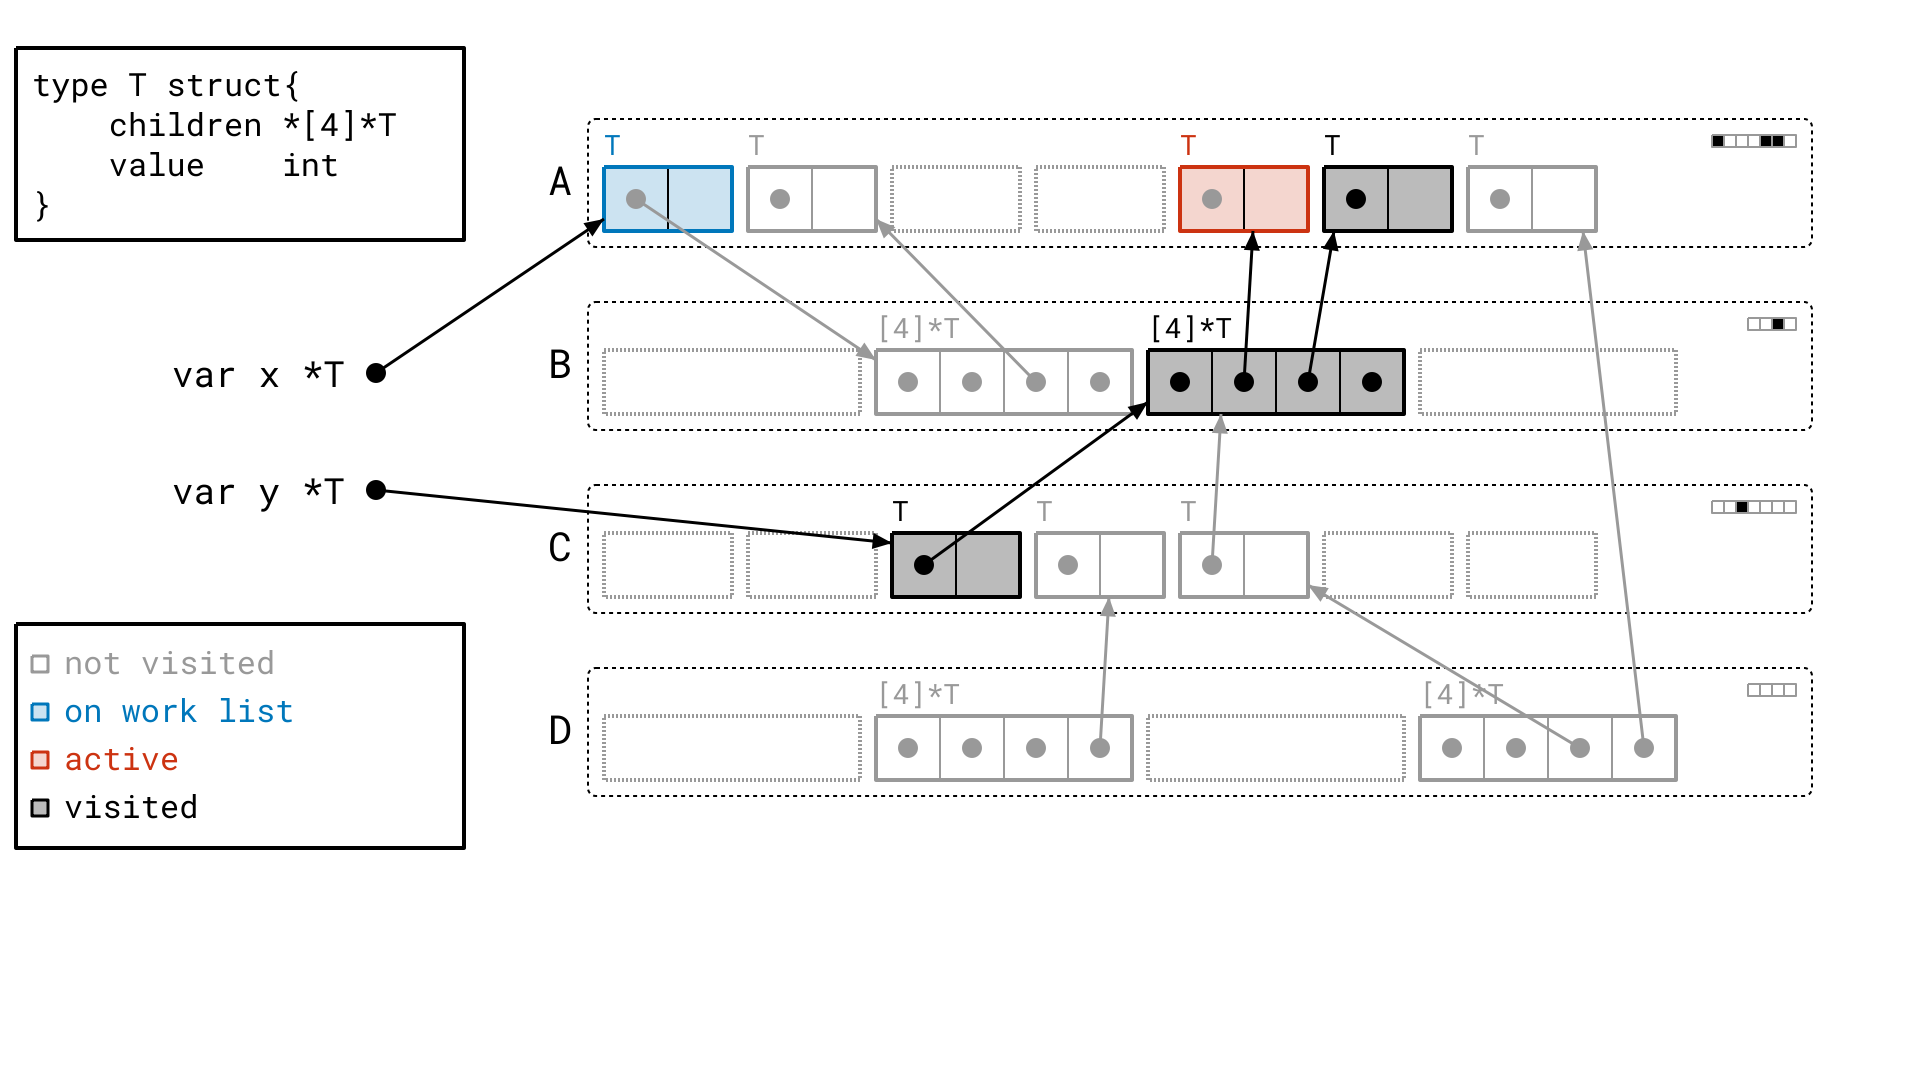 type T struct{
    children *[4]*T
    value    int
}
var x *T
var y *T
not visited
on work list
active
visited
A
T T T T T
B
[4]*T [4]*T
C
T T T
D
[4]*T [4]*T